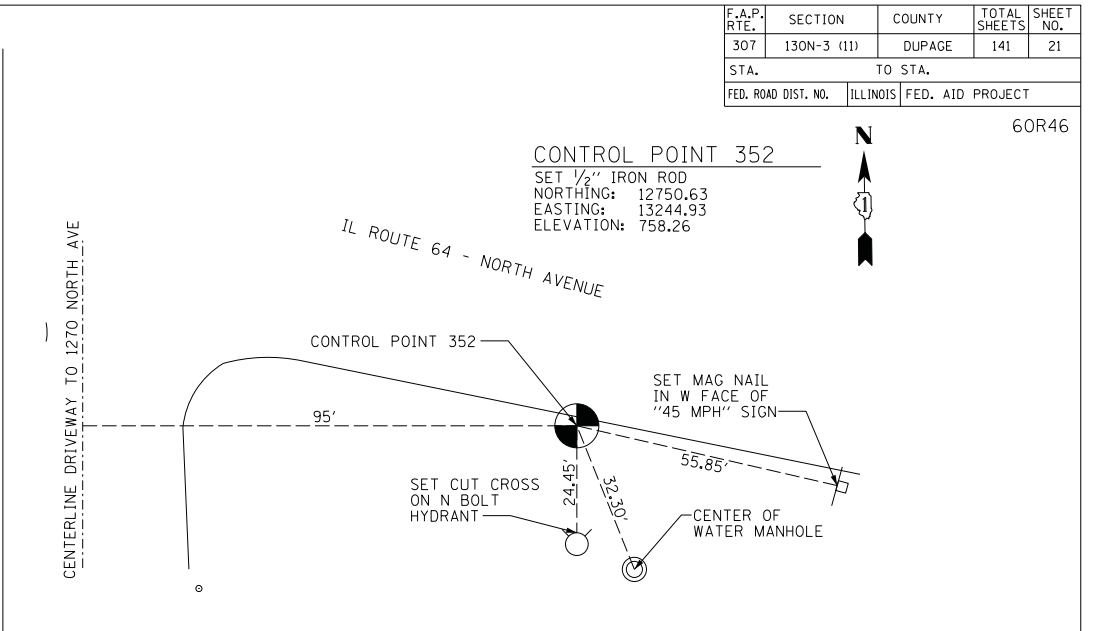 F.A.P. RTE. SECTION COUNTY TOTAL SHEETS SHEET NO.
307 130N-3 (11) DUPAGE 141 21
STA. TO STA.
FED. ROAD DIST. NO. ILLINOIS FED. AID PROJECT
60R46
N
1
CONTROL POINT 352
SET 1/2" IRON ROD
NORTHING: 12750.63
EASTING: 13244.93
ELEVATION: 758.26
IL ROUTE 64 - NORTH AVENUE
CENTERLINE DRIVEWAY TO 1270 NORTH AVE
CONTROL POINT 352
95'
SET MAG NAIL
IN W FACE OF
"45 MPH" SIGN
55.85'
24.45'
32.30'
SET CUT CROSS
ON N BOLT
HYDRANT
CENTER OF
WATER MANHOLE